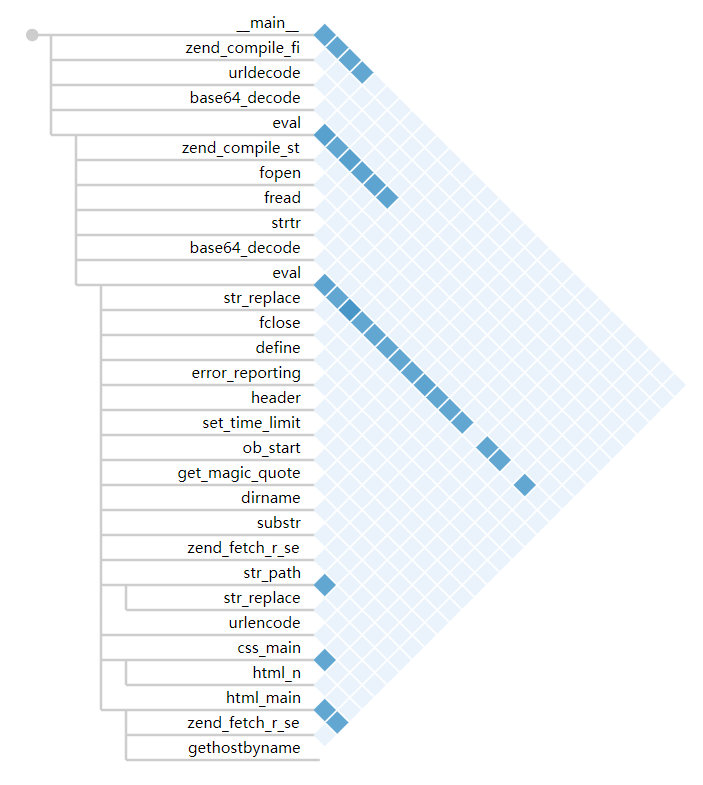 __main__
zend_compile_fi
urldecode
base64_decode
eval
zend_compile_st
fopen
fread
strtr
base64_decode
eval
str_replace
fclose
define
error_reporting
header
set_time_limit
ob_start
get_magic_quote
dirname
substr
zend_fetch_r_se
str_path
str_replace
urlencode
css_main
html_n
html_main
zend_fetch_r_se
gethostbyname